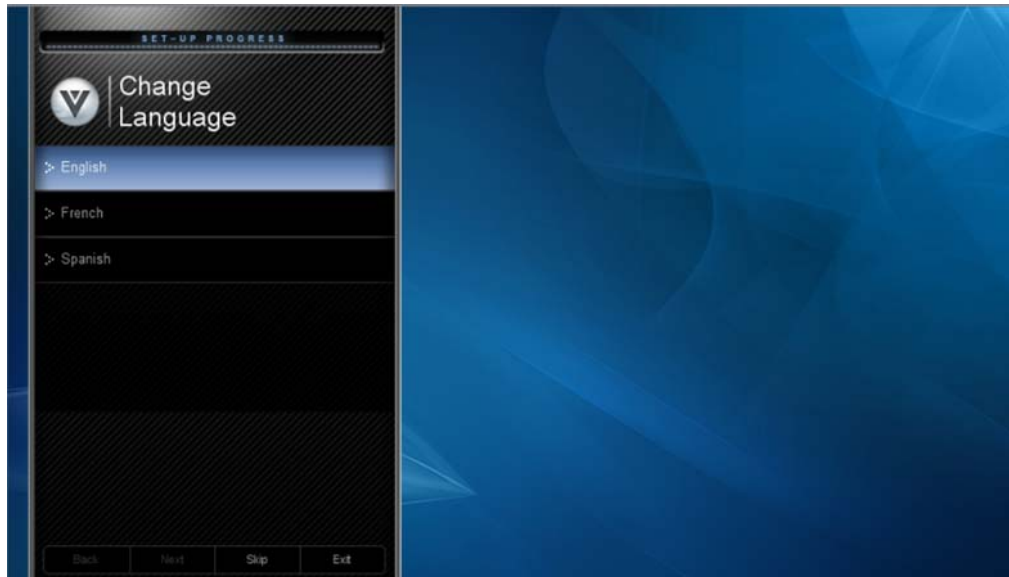 SET-UP PROGRESS
Change
Language
English
French
Spanish
Back Next Skip Exit